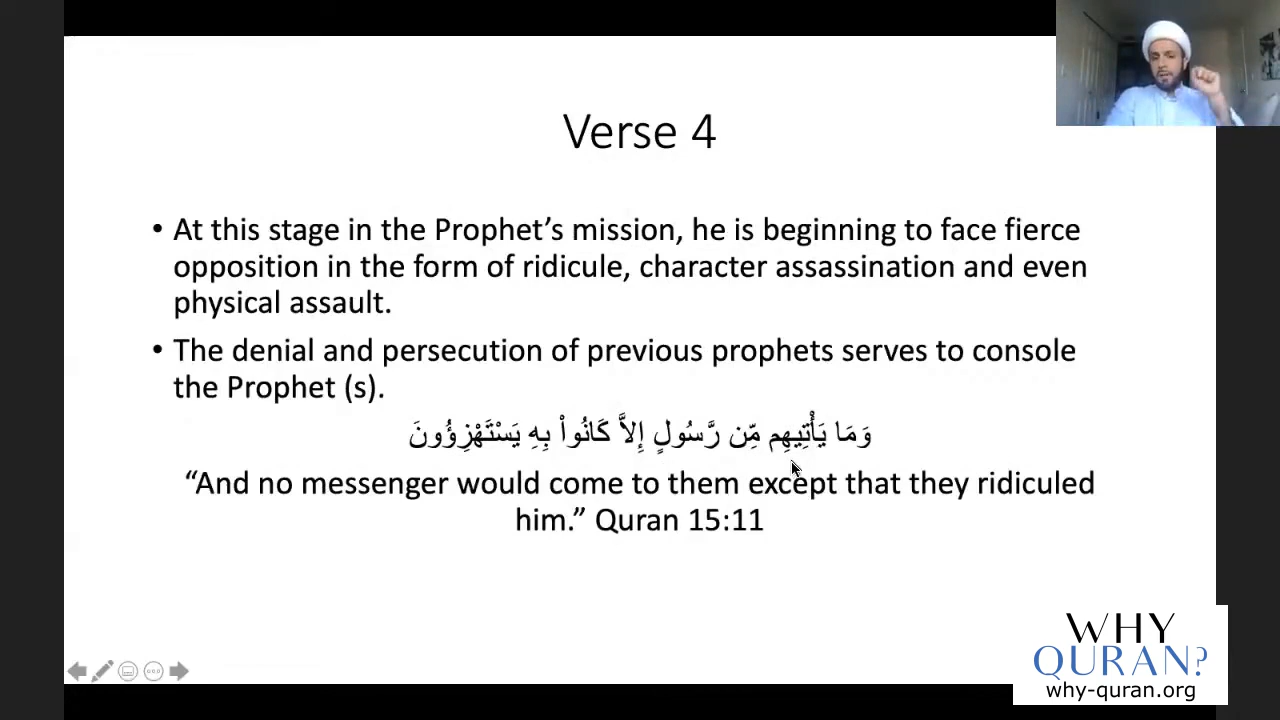 Verse 4
• At this stage in the Prophet’s mission, he is beginning to face fierce
opposition in the form of ridicule, character assassination and even
physical assault.
• The denial and persecution of previous prophets serves to console
the Prophet (s).
وَمَا يَأْتِيهِم مِّن رَّسُولٍ إِلاَّ كَانُواْ بِهِ يَسْتَهْزِؤُونَ
“And no messenger would come to them except that they ridiculed
him.” Quran 15:11
WHY
QURAN?
why-quran.org